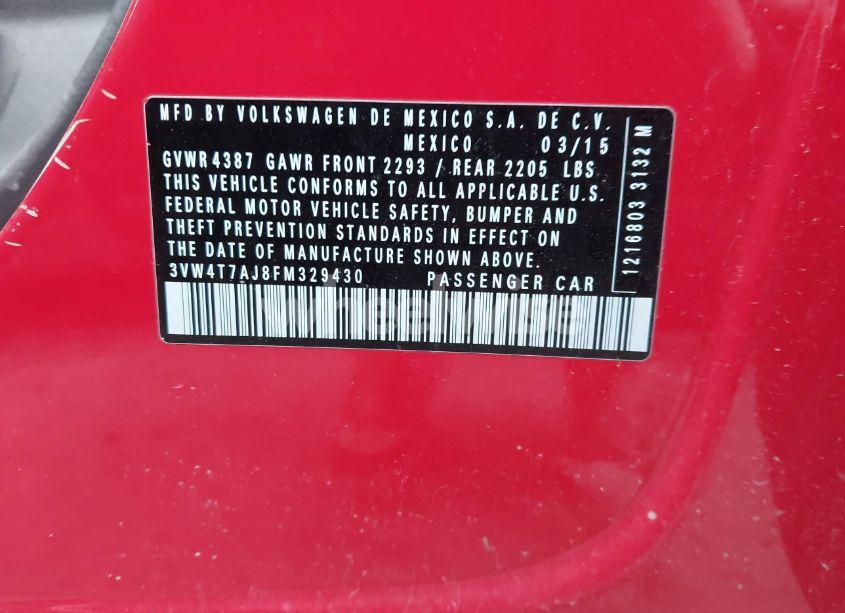 MFD BY VOLKSWAGEN DE MEXICO S.A. DE C.V.
MEXICO 03/15
GVWR 4387 GAWR FRONT 2293 / REAR 2205 LBS
THIS VEHICLE CONFORMS TO ALL APPLICABLE U.S.
FEDERAL MOTOR VEHICLE SAFETY, BUMPER AND
THEFT PREVENTION STANDARDS IN EFFECT ON
THE DATE OF MANUFACTURE SHOWN ABOVE.
3VW4T7AJ8FM329430 PASSENGER CAR
1216803 3132 M
wheelwise